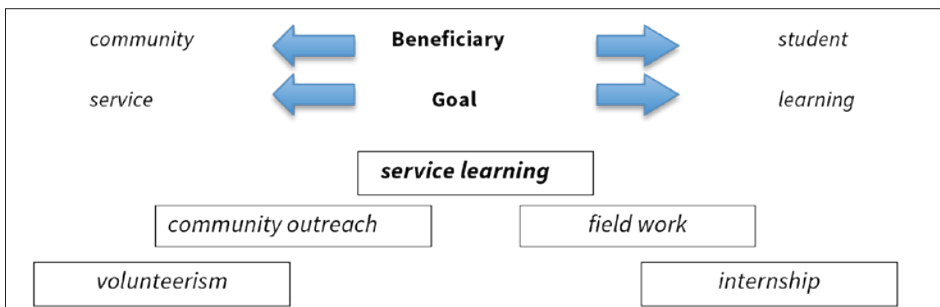 community Beneficiary student
service Goal learning
service learning
community outreach field work
volunteerism internship